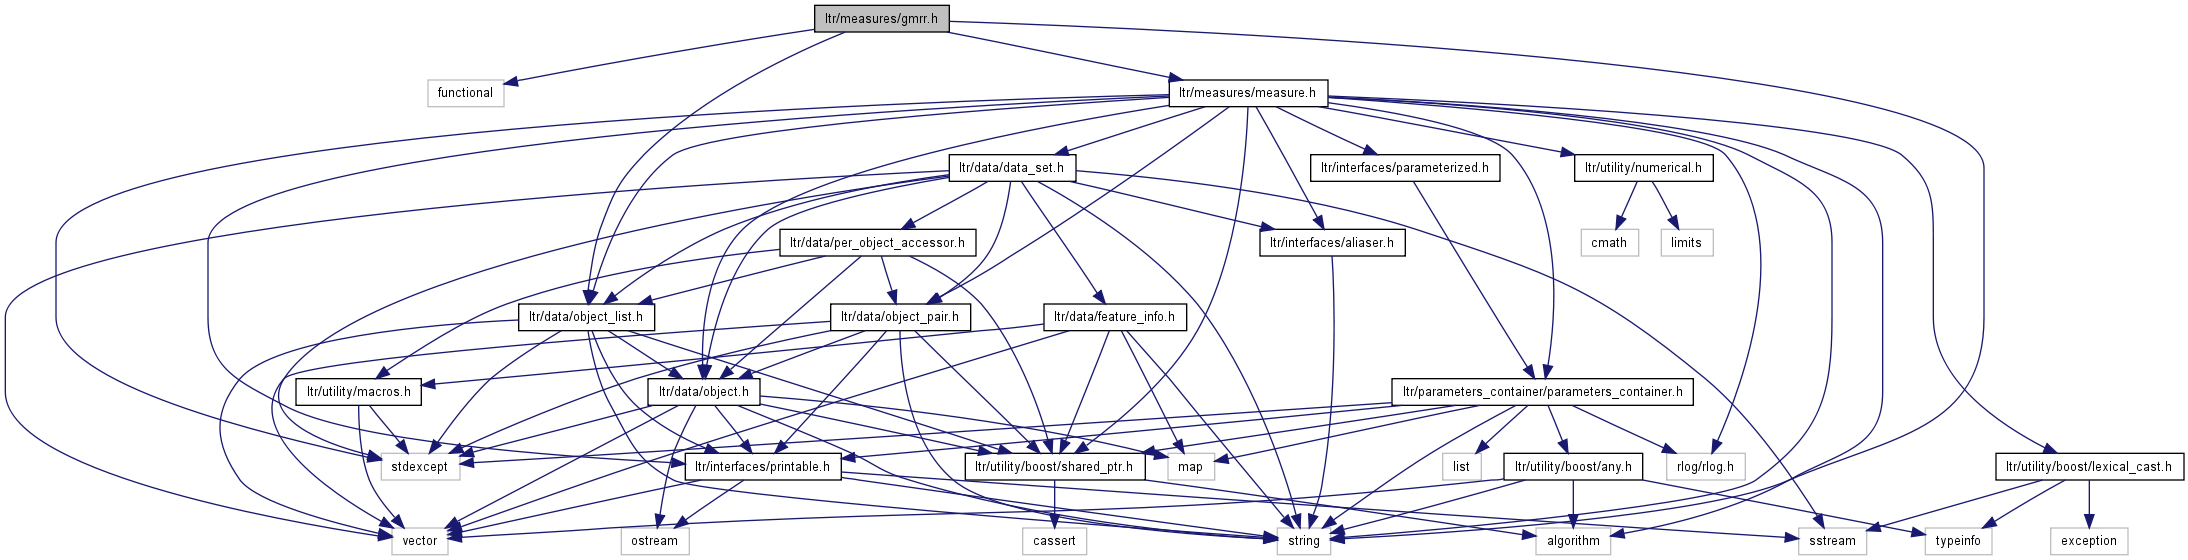 ltr/measures/gmrr.h
functional
ltr/measures/measure.h
ltr/data/data_set.h
ltr/interfaces/parameterized.h
ltr/utility/numerical.h
ltr/data/per_object_accessor.h
ltr/interfaces/aliaser.h
cmath
limits
ltr/data/object_list.h
ltr/data/object_pair.h
ltr/data/feature_info.h
ltr/utility/macros.h
ltr/data/object.h
ltr/parameters_container/parameters_container.h
stdexcept
ltr/interfaces/printable.h
ltr/utility/boost/shared_ptr.h
map
list
ltr/utility/boost/any.h
rlog/rlog.h
ltr/utility/boost/lexical_cast.h
vector
ostream
cassert
string
algorithm
sstream
typeinfo
exception